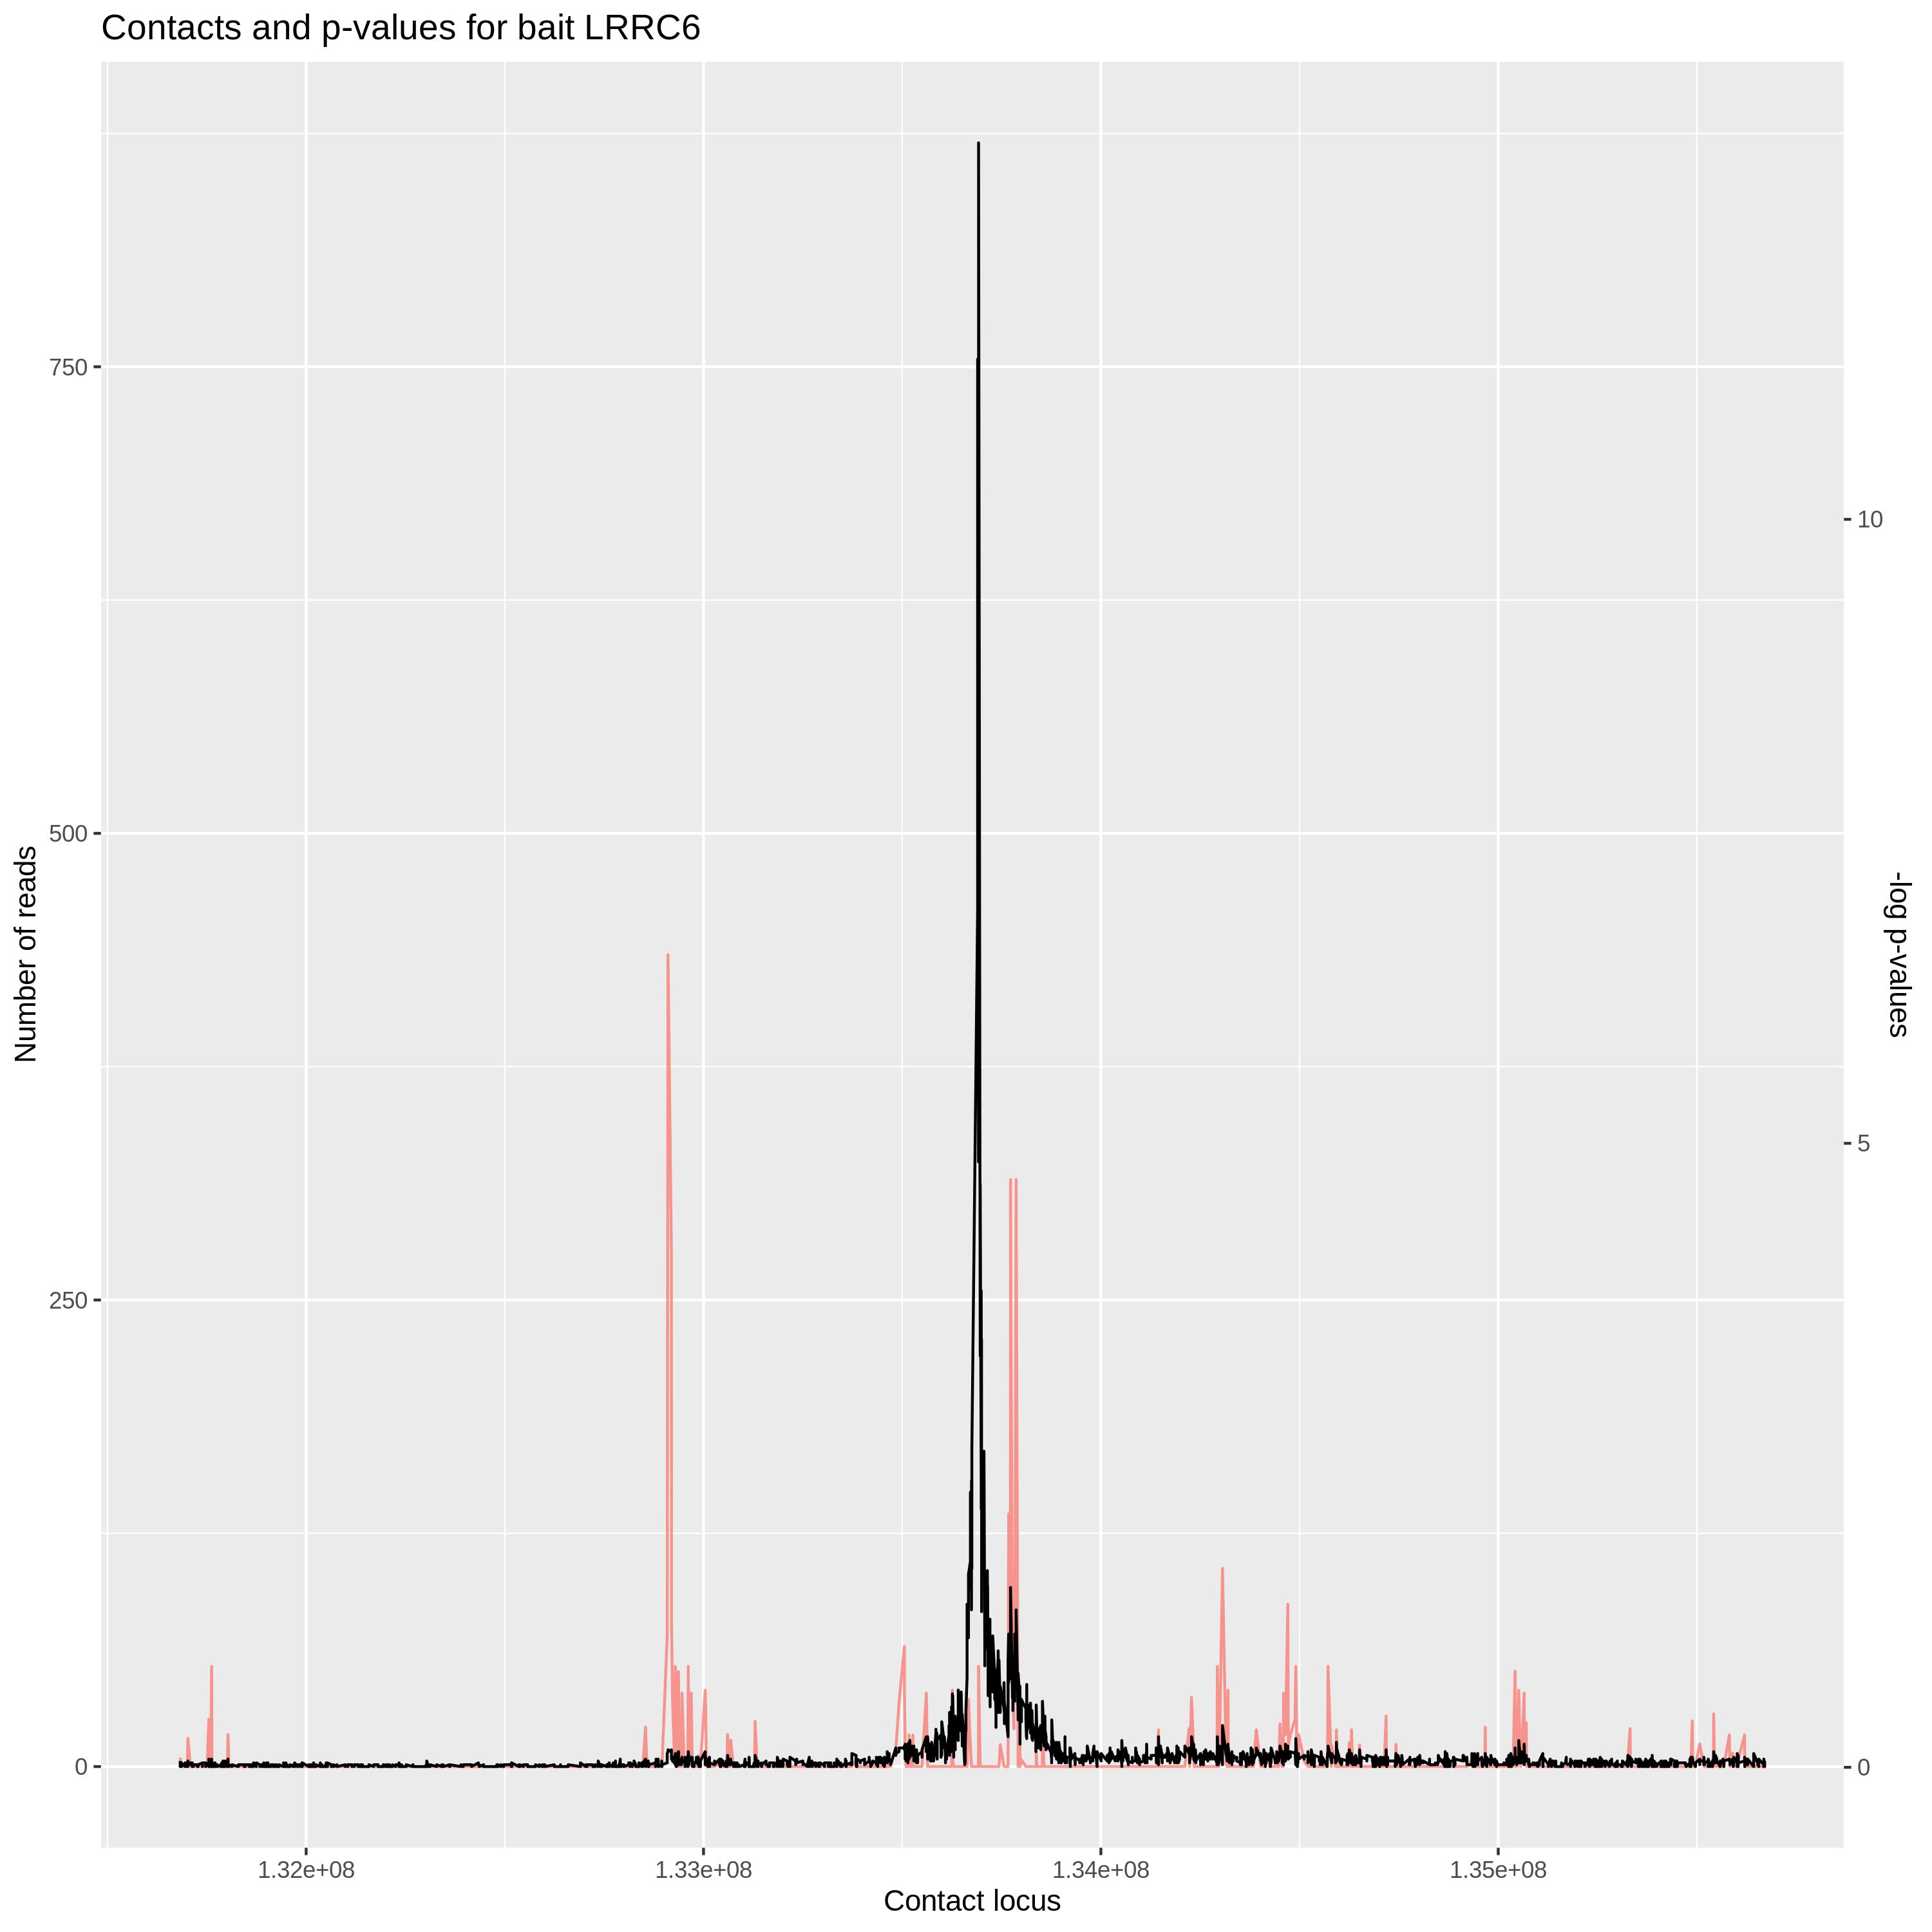 Contacts and p-values for bait LRRC6
750
500
250
0
Number of reads
10
5
0
-log p-values
1.32e+08
1.33e+08
1.34e+08
1.35e+08
Contact locus